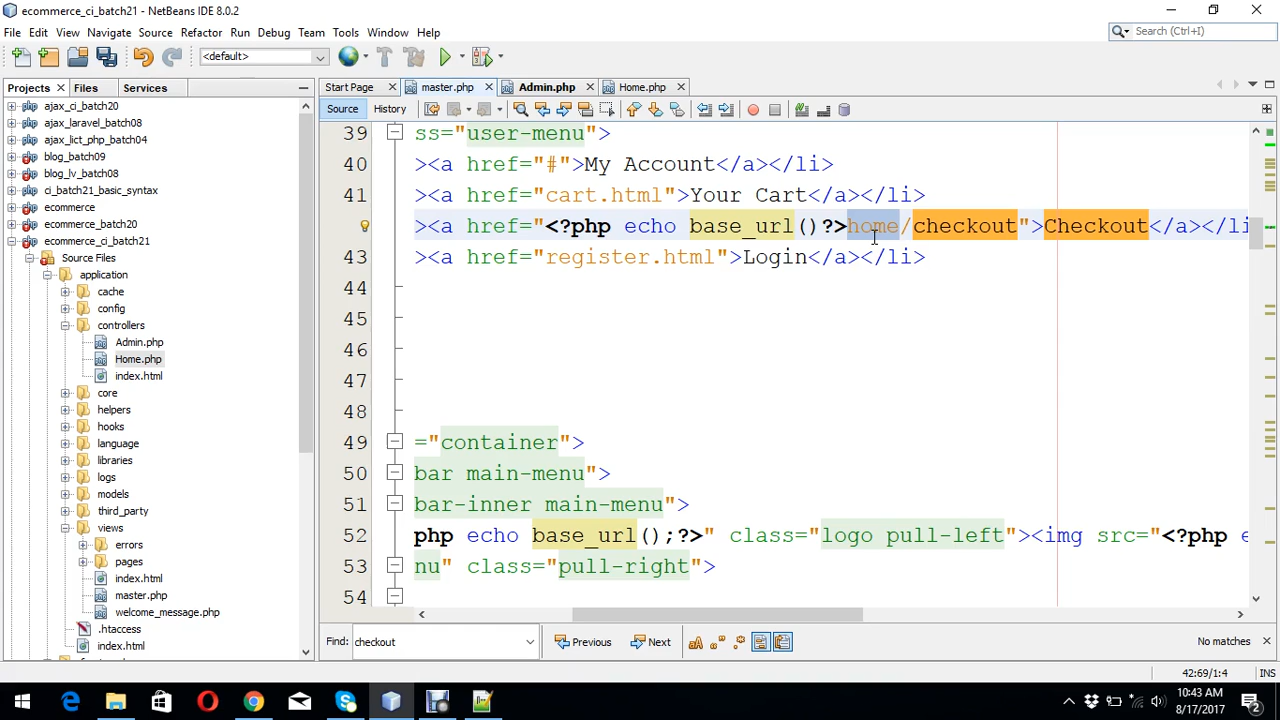 ecommerce_ci_batch21 - NetBeans IDE 8.0.2
File Edit View Navigate Source Refactor Run Debug Team Tools Window Help
Search (Ctrl+I)
<default>
Projects Files Services
Start Page master.php Admin.php Home.php
Source History
ajax_ci_batch20
ajax_laravel_batch08
ajax_lict_php_batch04
blog_batch09
blog_lv_batch08
ci_batch21_basic_syntax
ecommerce
ecommerce_batch20
ecommerce_ci_batch21
Source Files
application
cache
config
controllers
Admin.php
Home.php
index.html
core
helpers
hooks
language
libraries
logs
models
third_party
views
errors
pages
index.html
master.php
welcome_message.php
.htaccess
index.html
39 ss="user-menu">
40 ><a href="#">My Account</a></li>
41 ><a href="cart.html">Your Cart</a></li>
><a href="<?php echo base_url()?>home/checkout">Checkout</a></li
43 ><a href="register.html">Login</a></li>
44
45
46
47
48
49 ="container">
50 bar main-menu">
51 bar-inner main-menu">
52 php echo base_url();?>" class="logo pull-left"><img src="<?php e
53 nu" class="pull-right">
54
Find: checkout Previous Next No matches
42:69/1:4 INS
10:43 AM
8/17/2017
2